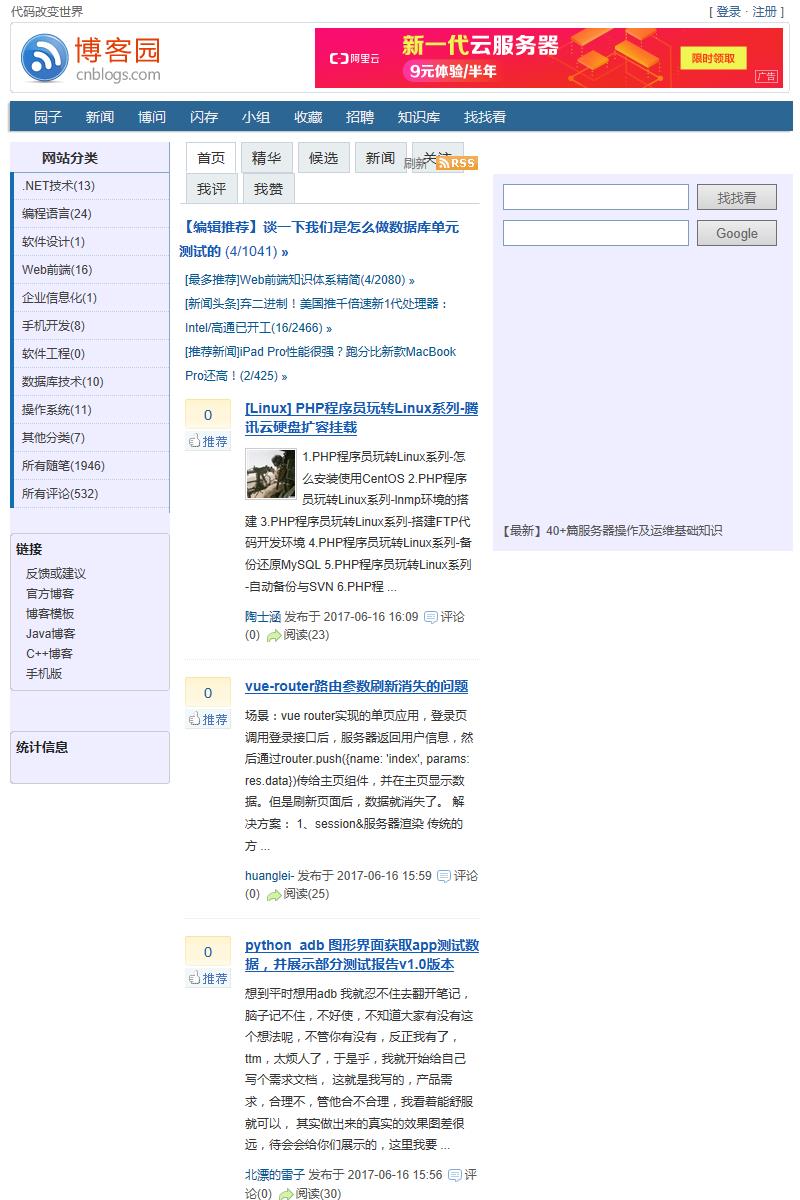 代码改变世界
[ 登录 · 注册 ]
博客园
cnblogs.com
阿里云
新一代云服务器
9元体验/半年
限时领取
广告
园子 新闻 博问 闪存 小组 收藏 招聘 知识库 找找看
网站分类
.NET技术(13)
编程语言(24)
软件设计(1)
Web前端(16)
企业信息化(1)
手机开发(8)
软件工程(0)
数据库技术(10)
操作系统(11)
其他分类(7)
所有随笔(1946)
所有评论(532)
链接
反馈或建议
官方博客
博客模板
Java博客
C++博客
手机版
统计信息
首页 精华 候选 新闻 关注
刷新 RSS
我评 我赞
【编辑推荐】谈一下我们是怎么做数据库单元
测试的 (4/1041) »
[最多推荐]Web前端知识体系精简(4/2080) »
[新闻头条]弃二进制！美国推千倍速新1代处理器：
Intel/高通已开工(16/2466) »
[推荐新闻]iPad Pro性能很强？跑分比新款MacBook
Pro还高！(2/425) »
0
推荐
[Linux] PHP程序员玩转Linux系列-腾
讯云硬盘扩容挂载
1.PHP程序员玩转Linux系列-怎
么安装使用CentOS 2.PHP程序
员玩转Linux系列-lnmp环境的搭
建 3.PHP程序员玩转Linux系列-搭建FTP代
码开发环境 4.PHP程序员玩转Linux系列-备
份还原MySQL 5.PHP程序员玩转Linux系列
-自动备份与SVN 6.PHP程 ...
陶士涵 发布于 2017-06-16 16:09 评论
(0) 阅读(23)
0
推荐
vue-router路由参数刷新消失的问题
场景：vue router实现的单页应用，登录页
调用登录接口后，服务器返回用户信息，然
后通过router.push({name: 'index', params:
res.data})传给主页组件，并在主页显示数
据。但是刷新页面后，数据就消失了。 解
决方案： 1、session&服务器渲染 传统的
方 ...
huanglei- 发布于 2017-06-16 15:59 评论
(0) 阅读(25)
0
推荐
python_adb 图形界面获取app测试数
据，并展示部分测试报告v1.0版本
想到平时想用adb 我就忍不住去翻开笔记，
脑子记不住，不好使，不知道大家有没有这
个想法呢，不管你有没有，反正我有了，
ttm，太烦人了，于是乎，我就开始给自己
写个需求文档， 这就是我写的，产品需
求，合理不，管他合不合理，我看着能舒服
就可以， 其实做出来的真实的效果图差很
远，待会会给你们展示的，这里我要 ...
北漂的雷子 发布于 2017-06-16 15:56 评
论(0) 阅读(30)
找找看
Google
【最新】40+篇服务器操作及运维基础知识